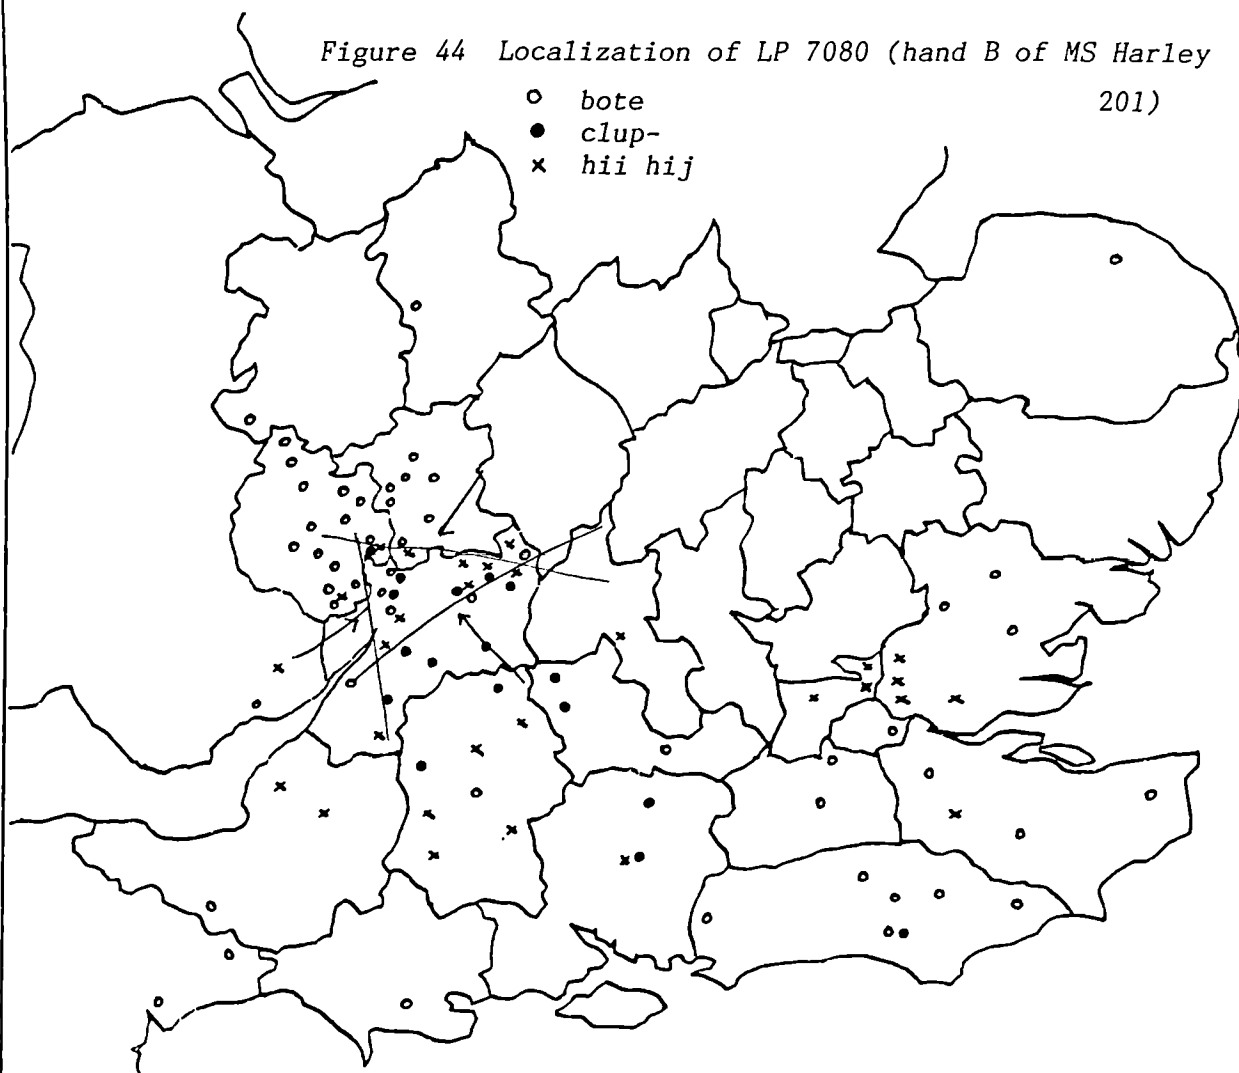 Figure 44 Localization of LP 7080 (hand B of MS Harley
201)
bote
clup-
hii hij